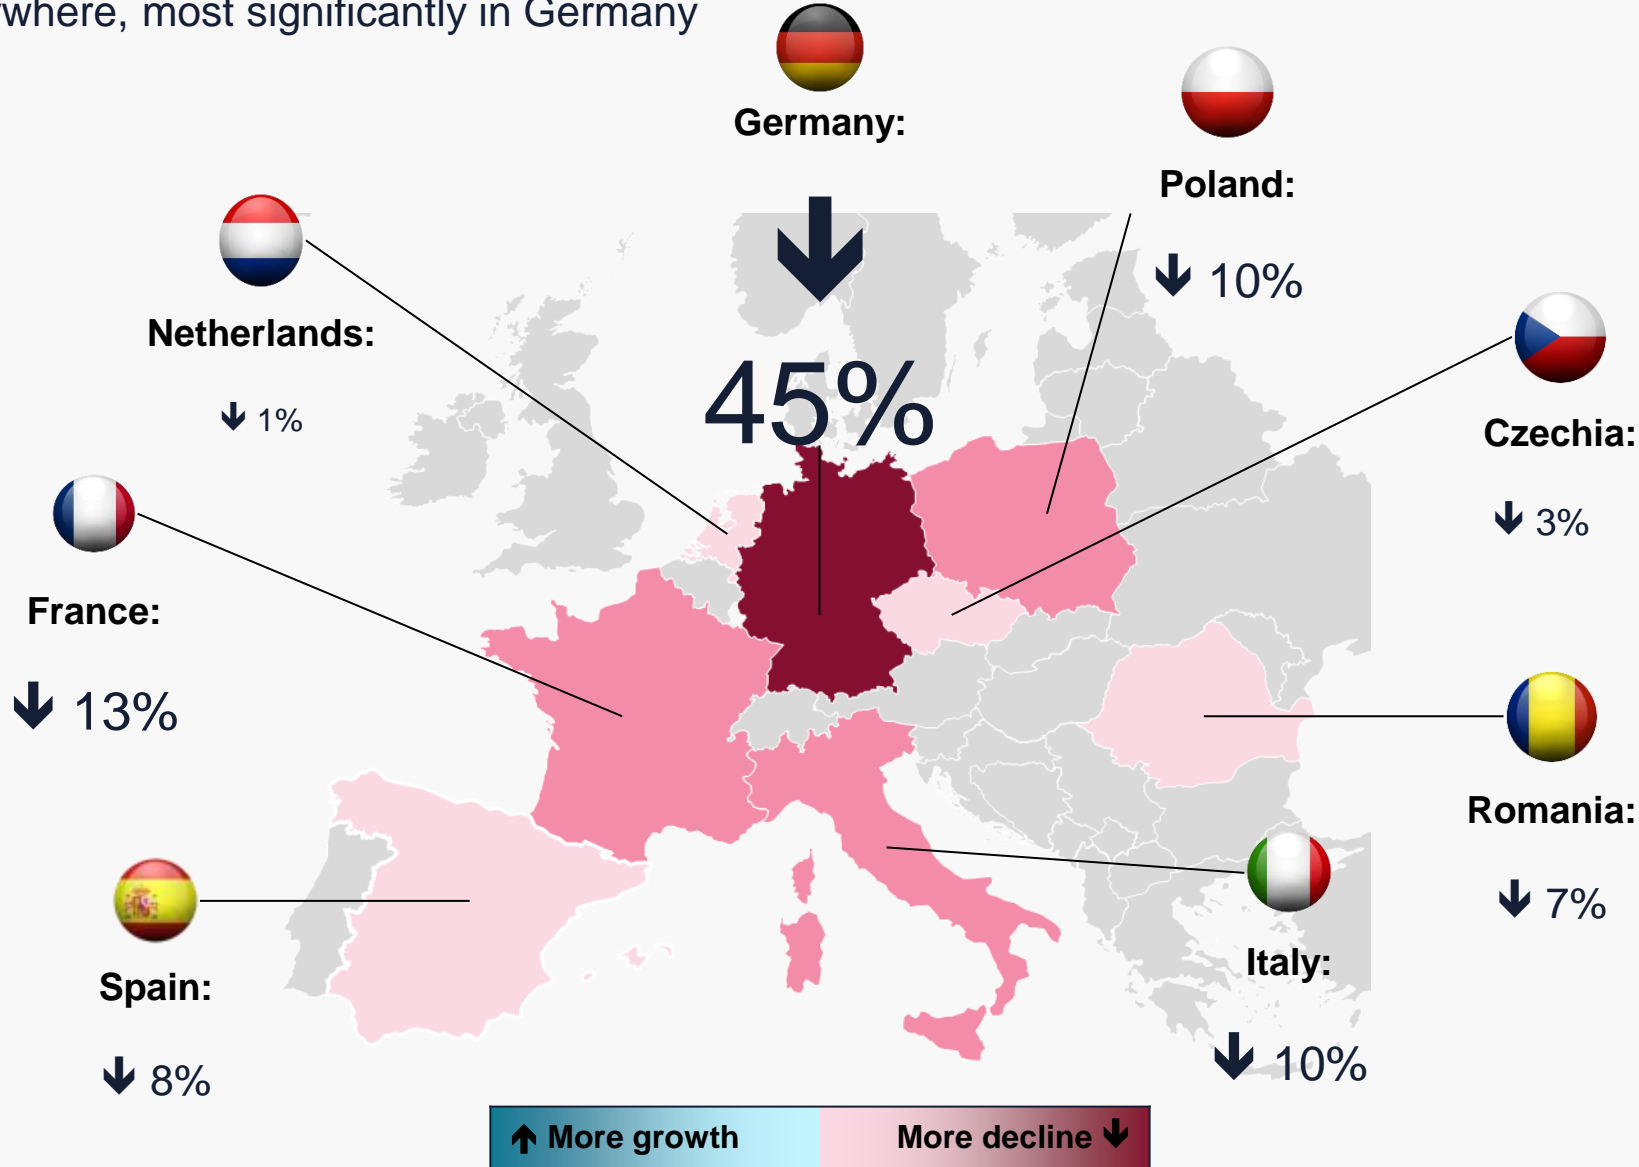 where, most significantly in Germany
Germany:
45%
Poland:
10%
Netherlands:
1%
Czechia:
3%
France:
13%
Romania:
7%
Spain:
8%
Italy:
10%
More growth
More decline